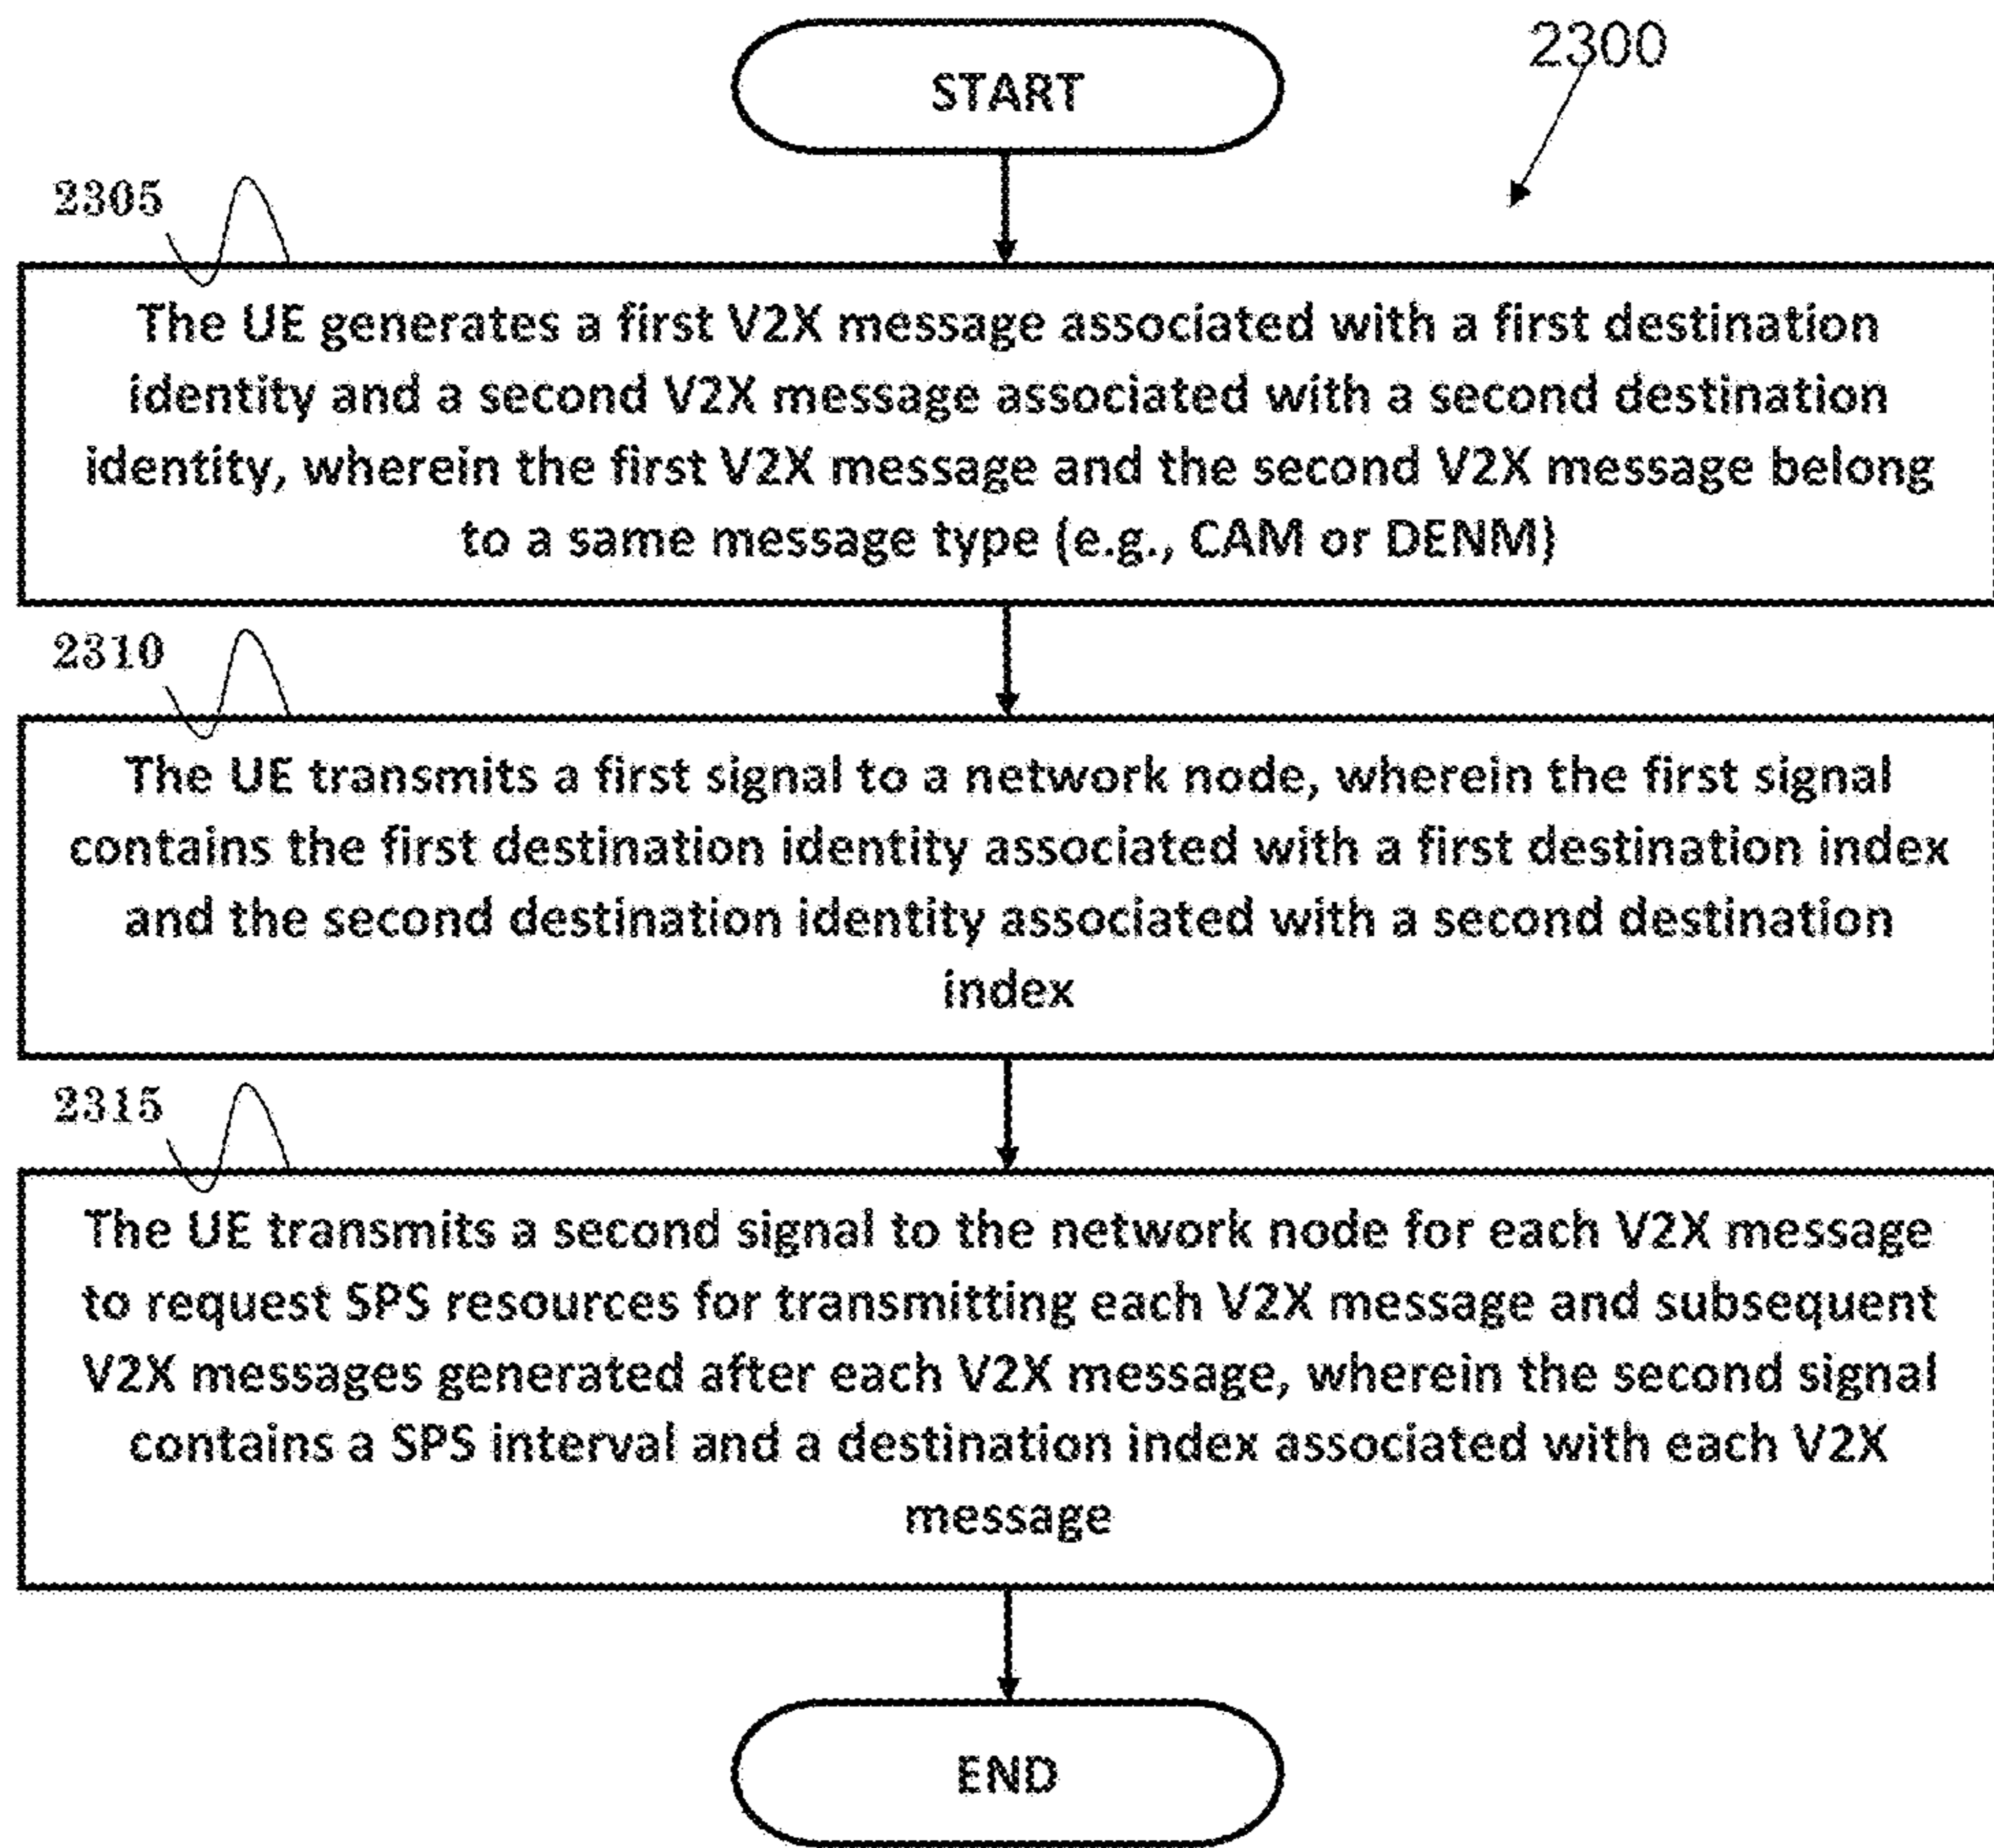 START
2300
2305
The UE generates a first V2X message associated with a first destination
identity and a second V2X message associated with a second destination
identity, wherein the first V2X message and the second V2X message belong
to a same message type (e.g., CAM or DENM)
2310
The UE transmits a first signal to a network node, wherein the first signal
contains the first destination identity associated with a first destination index
and the second destination identity associated with a second destination
index
2315
The UE transmits a second signal to the network node for each V2X message
to request SPS resources for transmitting each V2X message and subsequent
V2X messages generated after each V2X message, wherein the second signal
contains a SPS interval and a destination index associated with each V2X
message
END